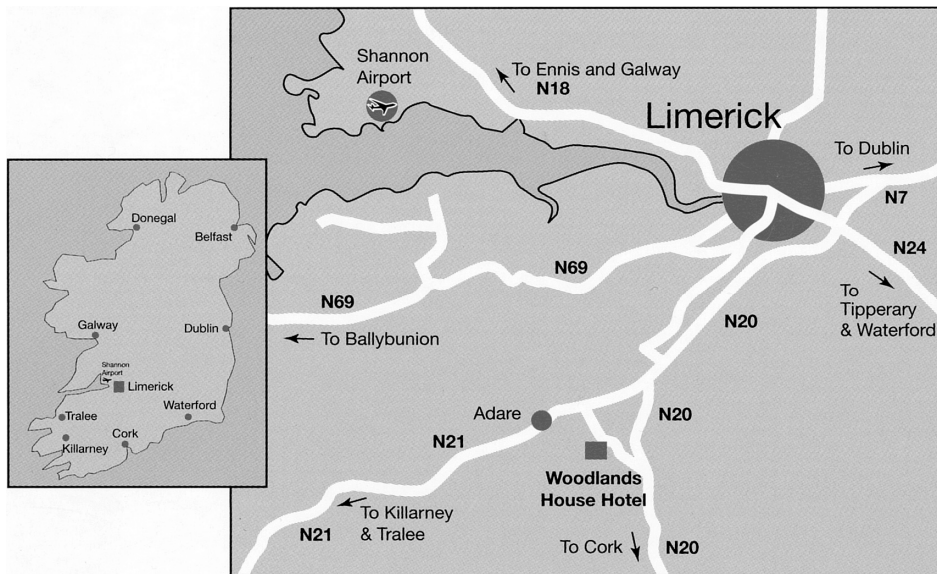 Shannon
Airport
To Ennis and Galway
N18
Limerick
To Dublin
N7
N24
To
Tipperary
& Waterford
N69
N69
To Ballybunion
N20
Adare
N20
N21
Woodlands
House Hotel
To Killarney
& Tralee
N21
To Cork
N20
Donegal
Belfast
Galway
Dublin
Shannon
Airport
Limerick
Tralee
Waterford
Killarney
Cork